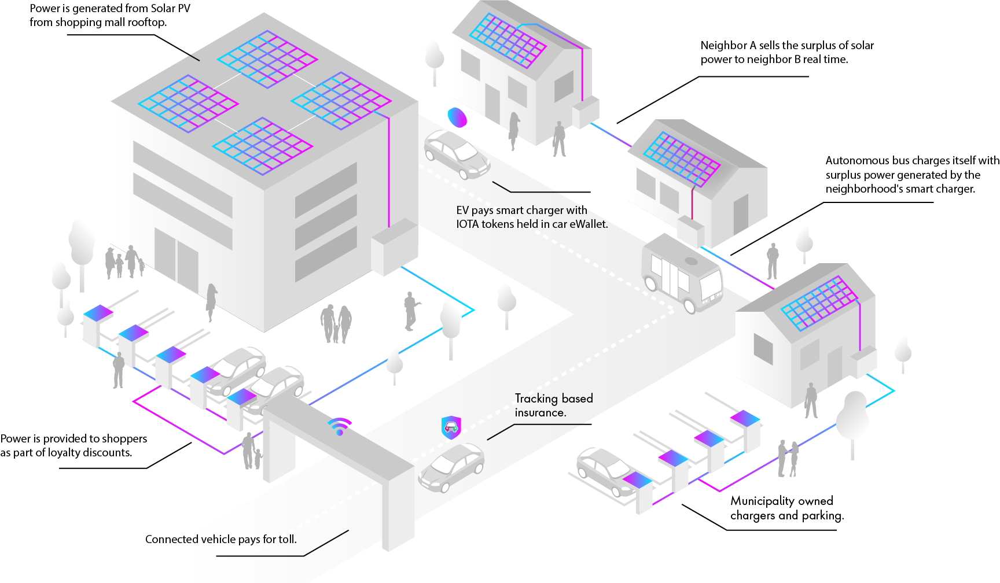 Power is generated from Solar PV
from shopping mall rooftop.
Neighbor A sells the surplus of solar
power to neighbor B real time.
Autonomous bus charges itself with
surplus power generated by the
neighborhood's smart charger.
EV pays smart charger with
IOTA tokens held in car eWallet.
Tracking based
insurance.
Power is provided to shoppers
as part of loyalty discounts.
Municipality owned
chargers and parking.
Connected vehicle pays for toll.